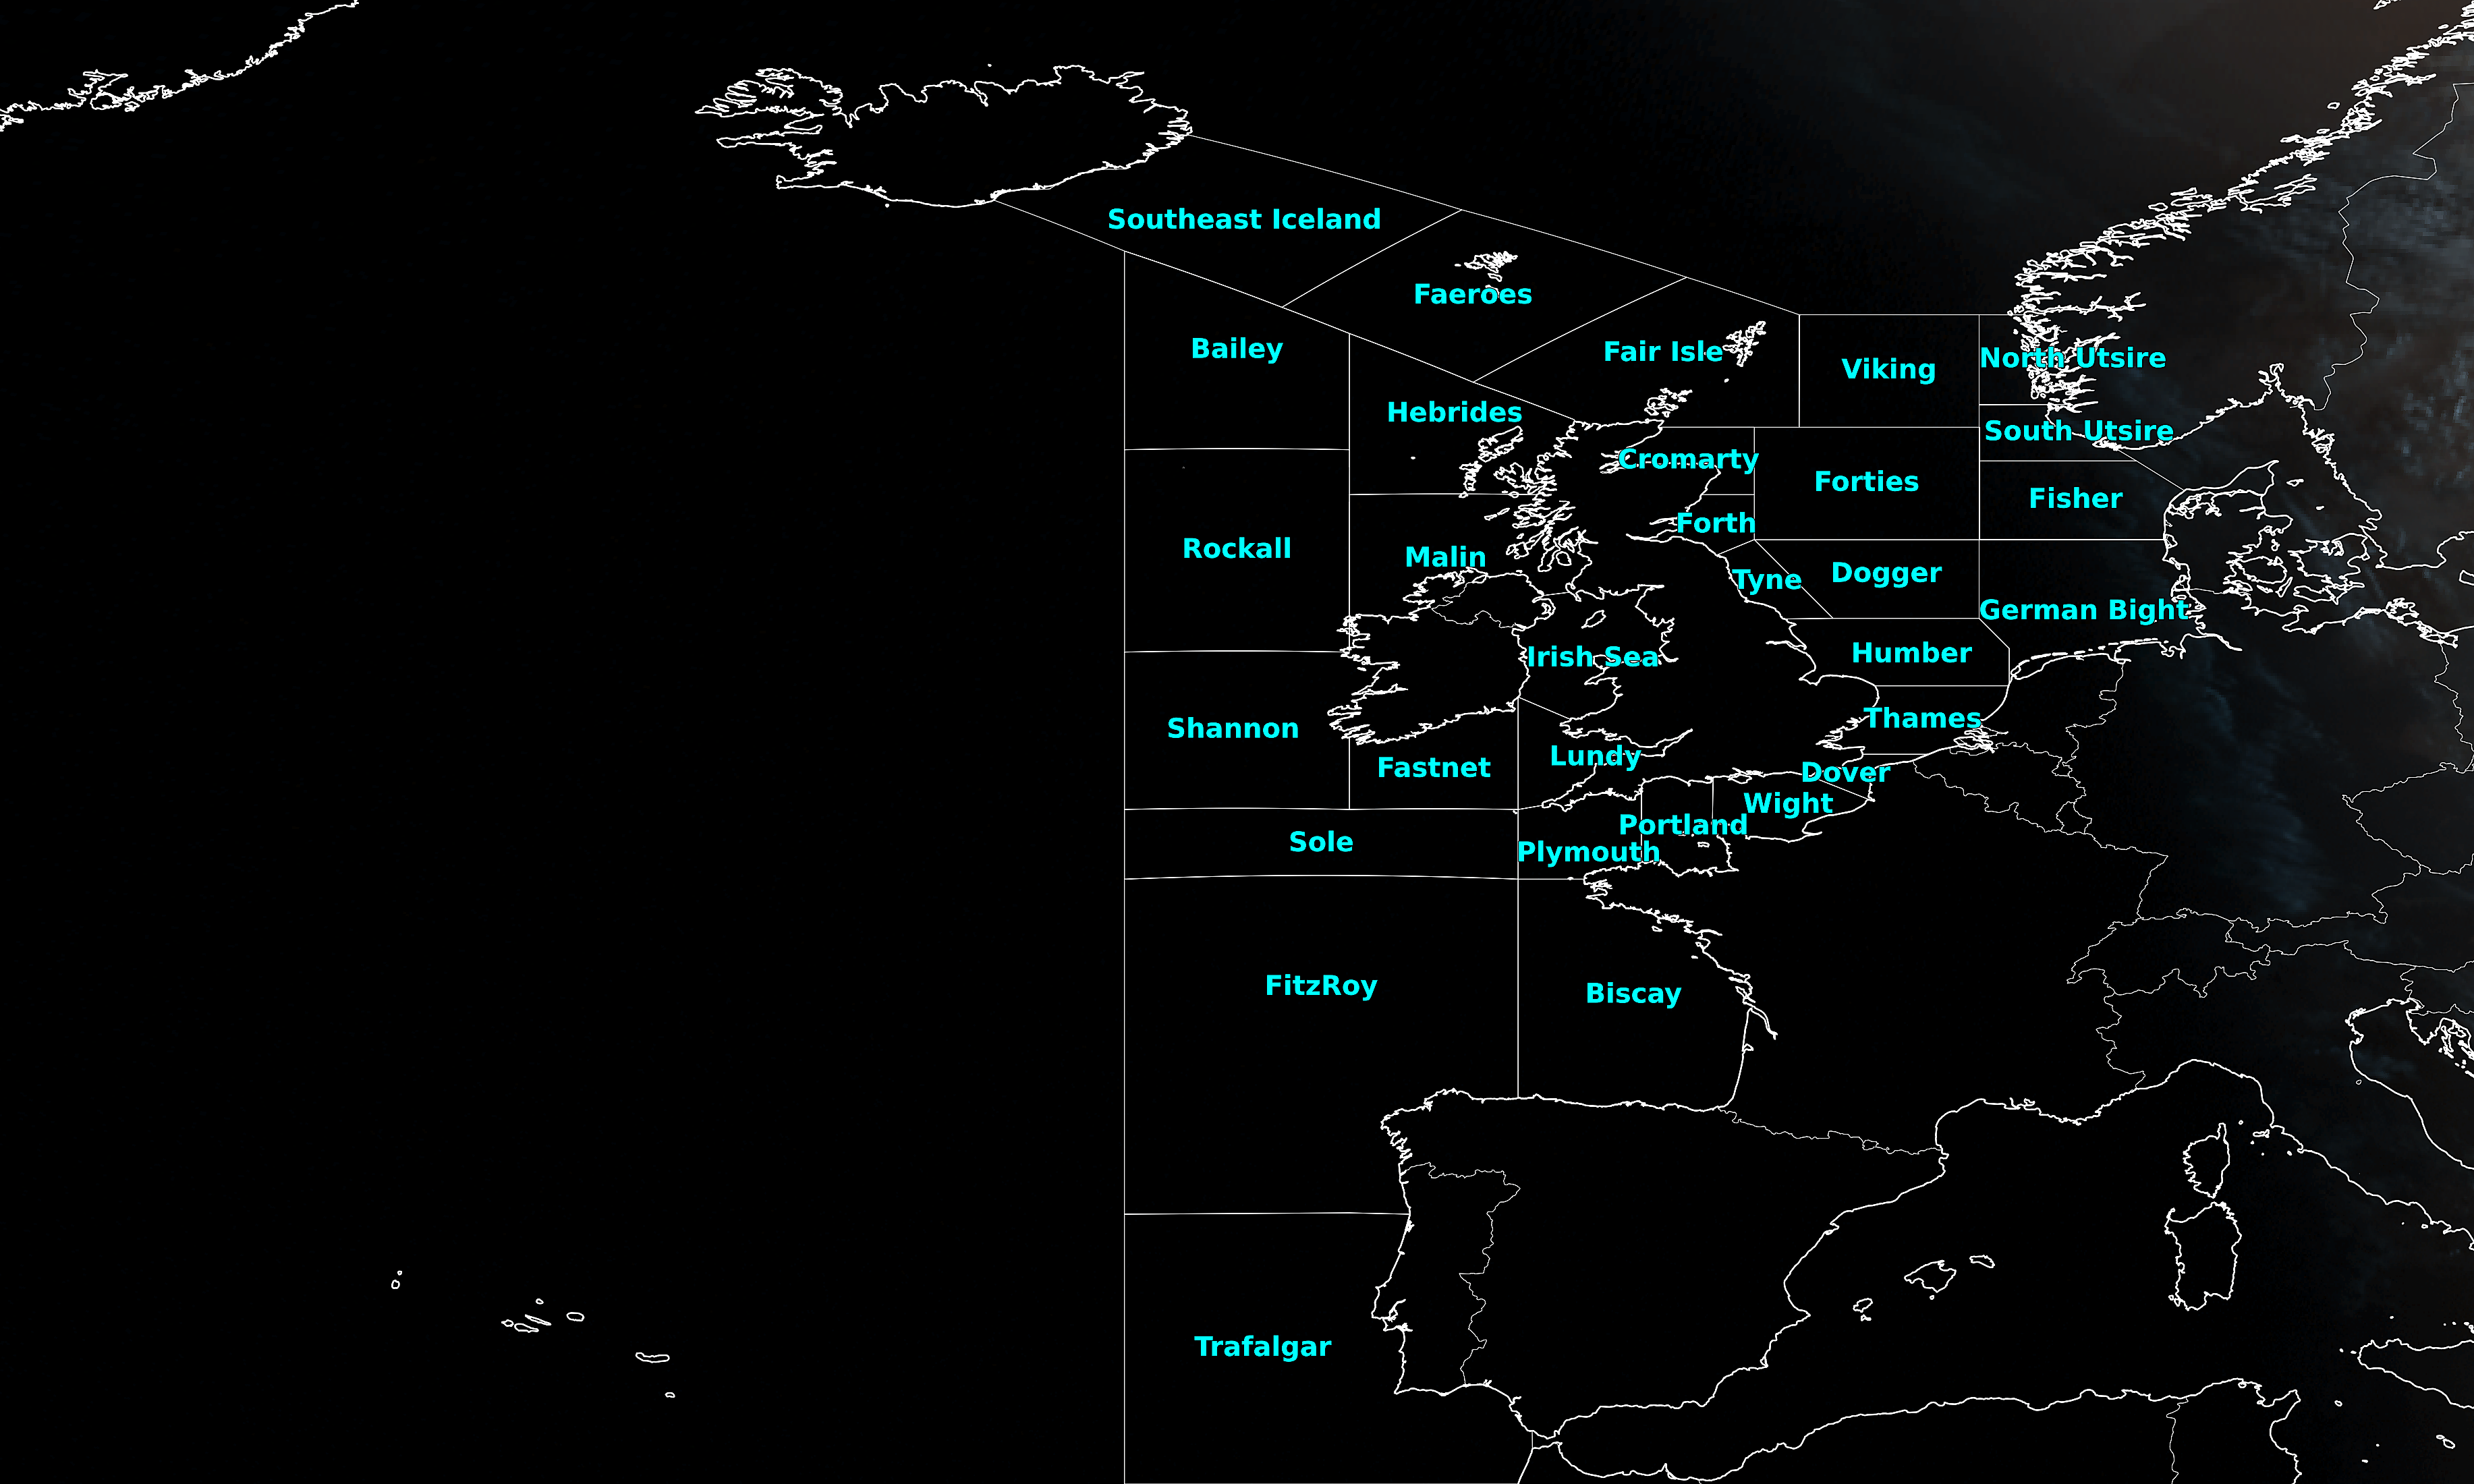 Southeast Iceland
Faeroes
Bailey
Fair Isle
North Utsire
Viking
Hebrides
South Utsire
Cromarty
Forties
Fisher
Forth
Rockall
Malin
Tyne
Dogger
German Bight
Irish Sea
Humber
Shannon
Thames
Lundy
Fastnet
Dover
Wight
Portland
Sole
Plymouth
FitzRoy
Biscay
Trafalgar